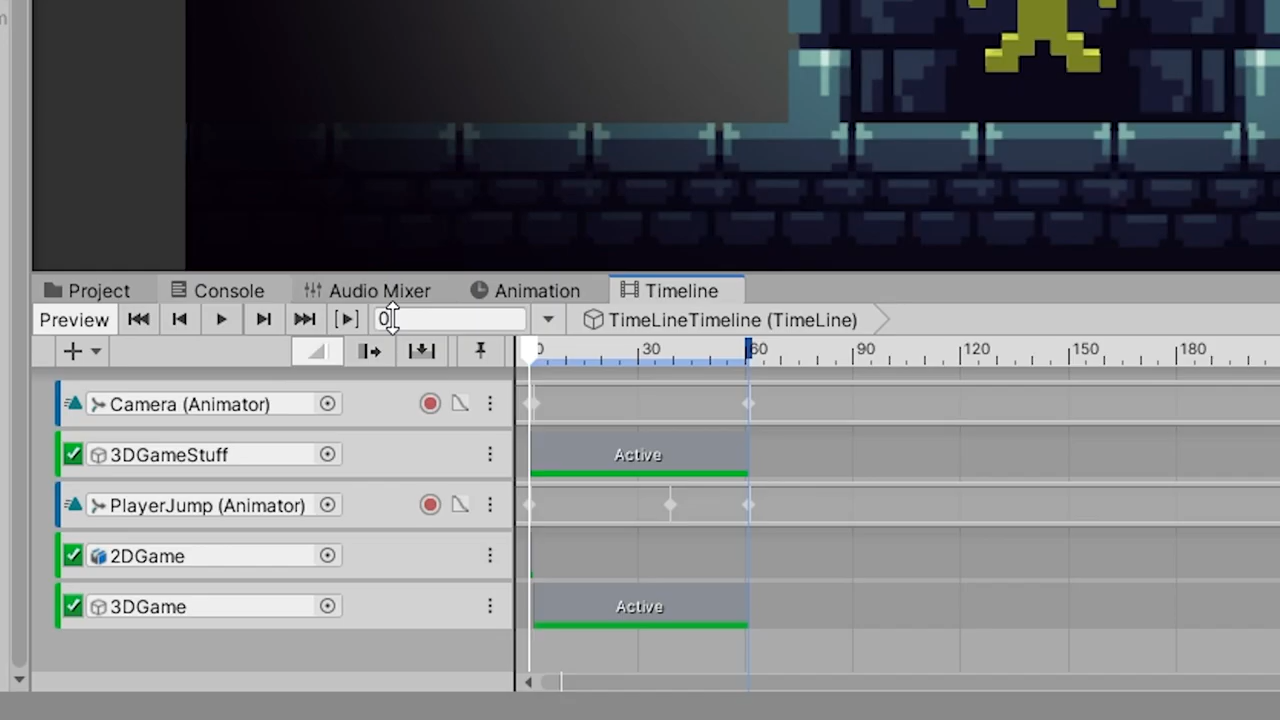 Project Console Audio Mixer Animation Timeline
Preview 0 TimeLineTimeline (TimeLine)
0 30 60 90 120 150 180
Camera (Animator)
3DGameStuff Active
PlayerJump (Animator)
2DGame
3DGame Active